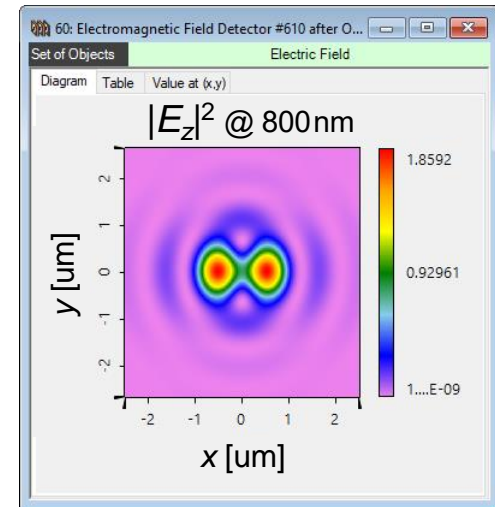 60: Electromagnetic Field Detector #610 after O...
Set of Objects Electric Field
Diagram Table Value at (x,y)
|E_z|² @ 800nm
1.8592
0.92961
1....E-09
y [um]
2
1
0
-1
-2
-2 -1 0 1 2
x [um]